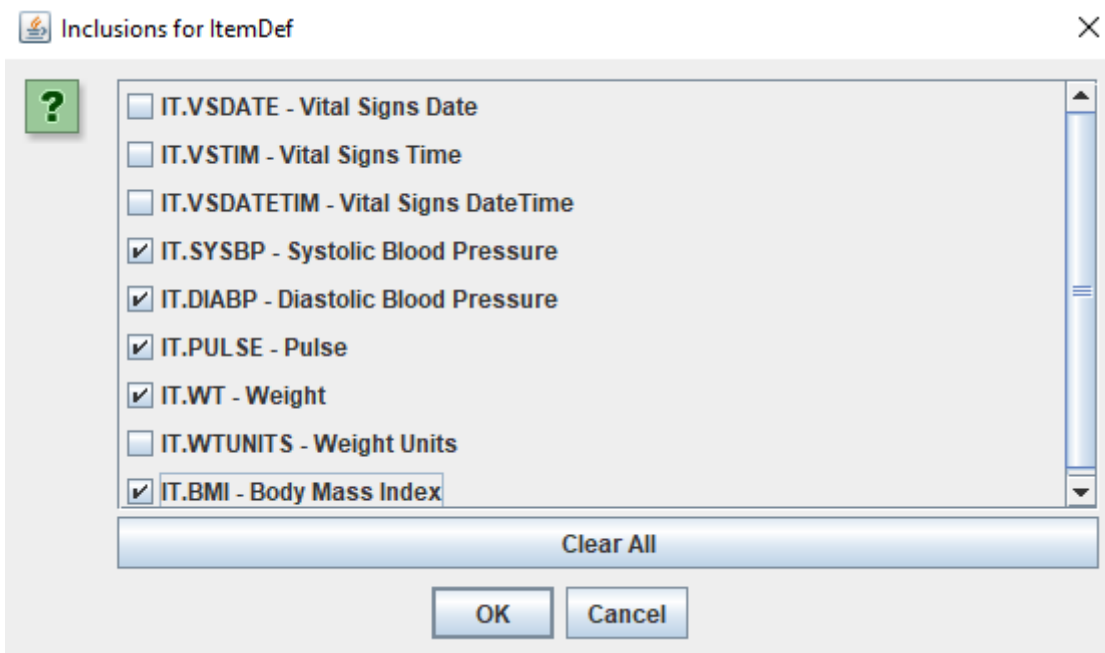 Inclusions for ItemDef
?
IT.VSDATE - Vital Signs Date
IT.VSTIM - Vital Signs Time
IT.VSDATETIM - Vital Signs DateTime
IT.SYSBP - Systolic Blood Pressure
IT.DIABP - Diastolic Blood Pressure
IT.PULSE - Pulse
IT.WT - Weight
IT.WTUNITS - Weight Units
IT.BMI - Body Mass Index
Clear All
OK Cancel